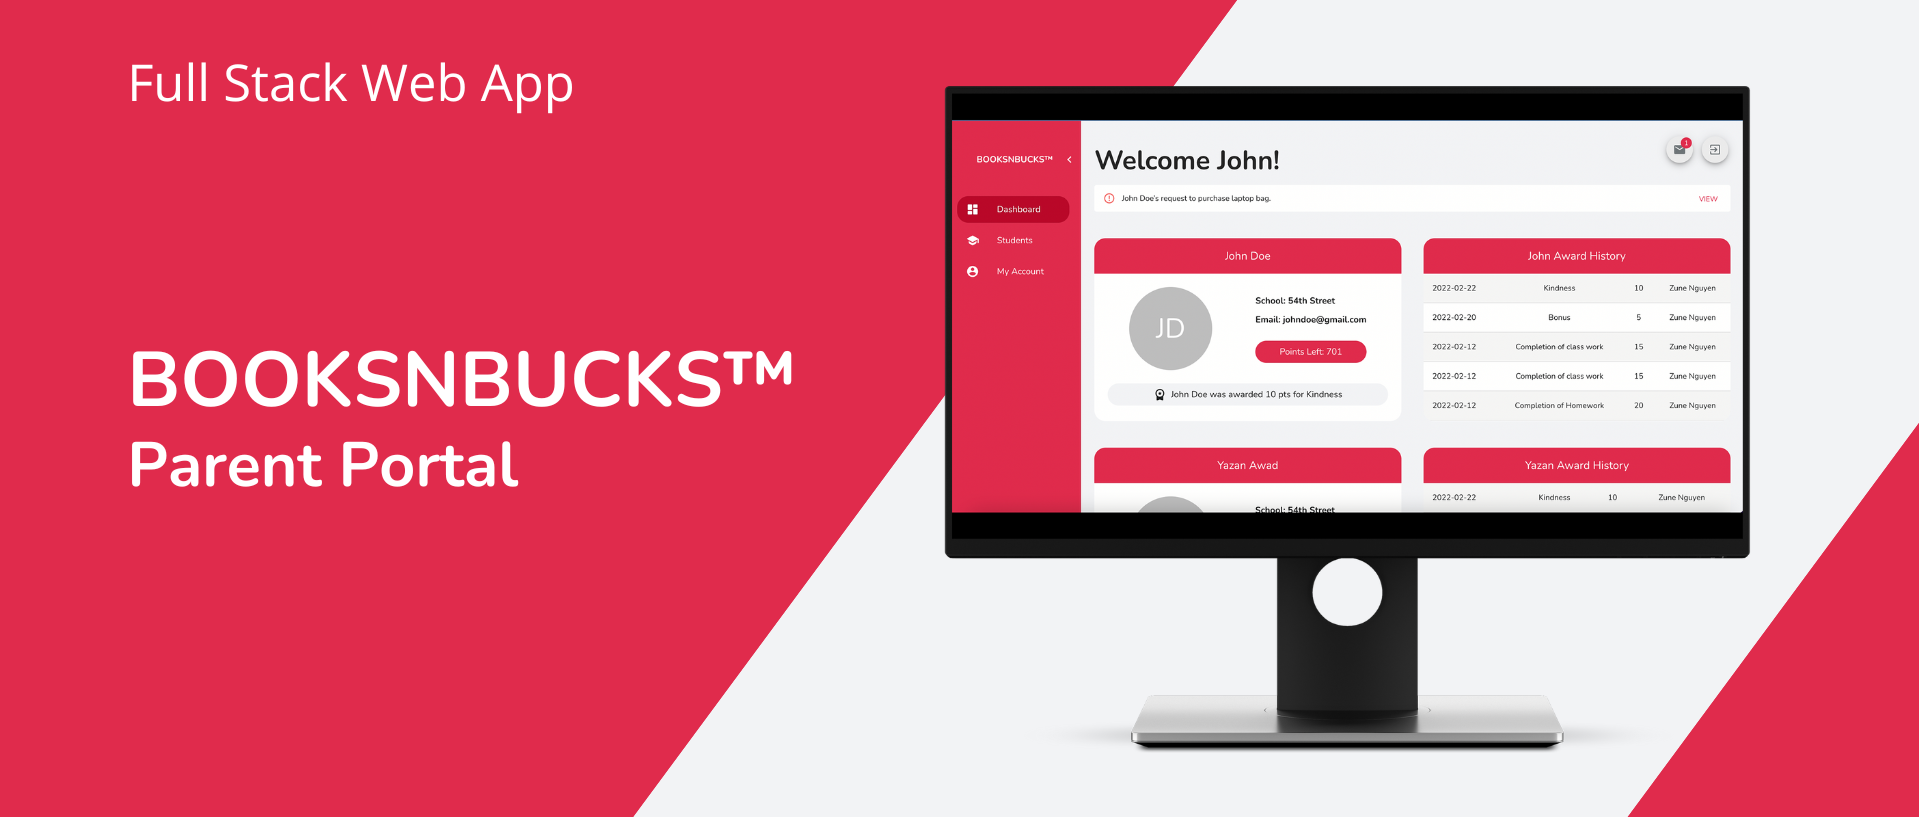 Full Stack Web App
BOOKSNBUCKS™
Parent Portal
BOOKSNBUCKS™
Dashboard
Students
My Account
Welcome John!
1
John Doe's request to purchase laptop bag.
VIEW
John Doe
JD
School: 54th Street
Email: johndoe@gmail.com
Points Left: 701
John Doe was awarded 10 pts for Kindness
John Award History
2022-02-22 Kindness 10 Zune Nguyen
2022-02-20 Bonus 5 Zune Nguyen
2022-02-12 Completion of class work 15 Zune Nguyen
2022-02-12 Completion of class work 15 Zune Nguyen
2022-02-12 Completion of Homework 20 Zune Nguyen
Yazan Awad
School: 54th Street
Yazan Award History
2022-02-22 Kindness 10 Zune Nguyen